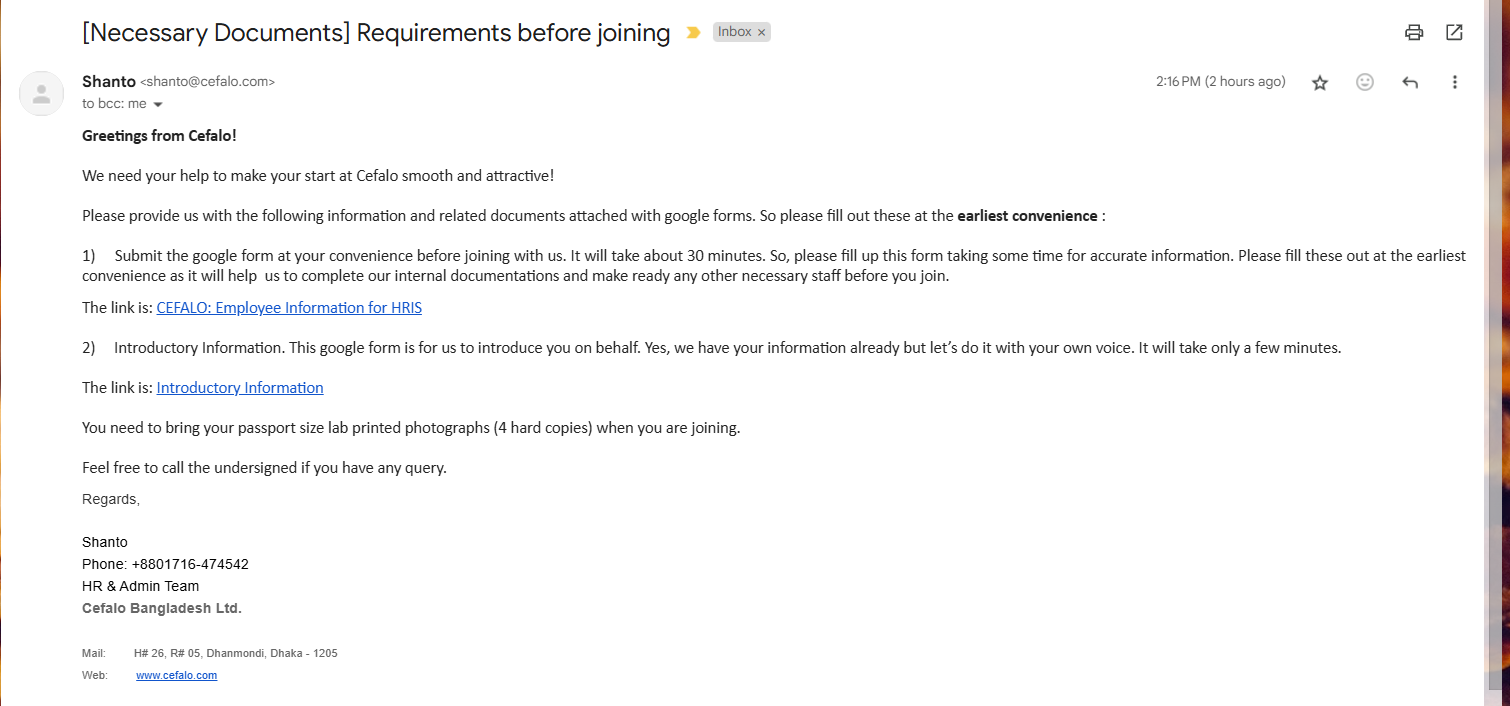 [Necessary Documents] Requirements before joining Inbox ×
Shanto <shanto@cefalo.com> 2:16 PM (2 hours ago)
to bcc: me
Greetings from Cefalo!
We need your help to make your start at Cefalo smooth and attractive!
Please provide us with the following information and related documents attached with google forms. So please fill out these at the earliest convenience :
1) Submit the google form at your convenience before joining with us. It will take about 30 minutes. So, please fill up this form taking some time for accurate information. Please fill these out at the earliest
convenience as it will help  us to complete our internal documentations and make ready any other necessary staff before you join.
The link is: CEFALO: Employee Information for HRIS
2) Introductory Information. This google form is for us to introduce you on behalf. Yes, we have your information already but let's do it with your own voice. It will take only a few minutes.
The link is: Introductory Information
You need to bring your passport size lab printed photographs (4 hard copies) when you are joining.
Feel free to call the undersigned if you have any query.
Regards,
Shanto
Phone: +8801716-474542
HR & Admin Team
Cefalo Bangladesh Ltd.
Mail: H# 26, R# 05, Dhanmondi, Dhaka - 1205
Web: www.cefalo.com